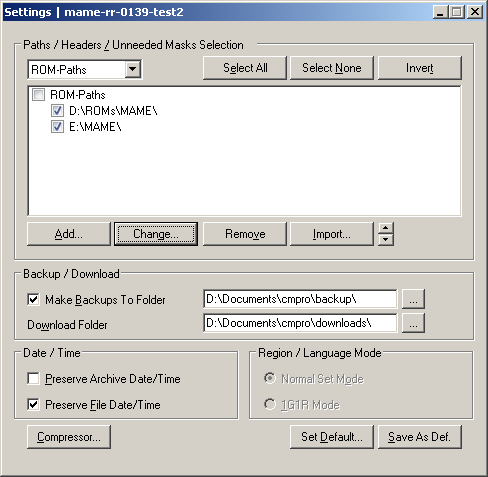 Settings | mame-rr-0139-test2
Paths / Headers / Unneeded Masks Selection
ROM-Paths Select All Select None Invert
ROM-Paths
D:\ROMs\MAME\
E:\MAME\
Add... Change... Remove Import...
Backup / Download
Make Backups To Folder D:\Documents\cmpro\backup\ ...
Download Folder D:\Documents\cmpro\downloads\ ...
Date / Time Region / Language Mode
Preserve Archive Date/Time Normal Set Mode
Preserve File Date/Time 1G1R Mode
Compressor... Set Default... Save As Def.